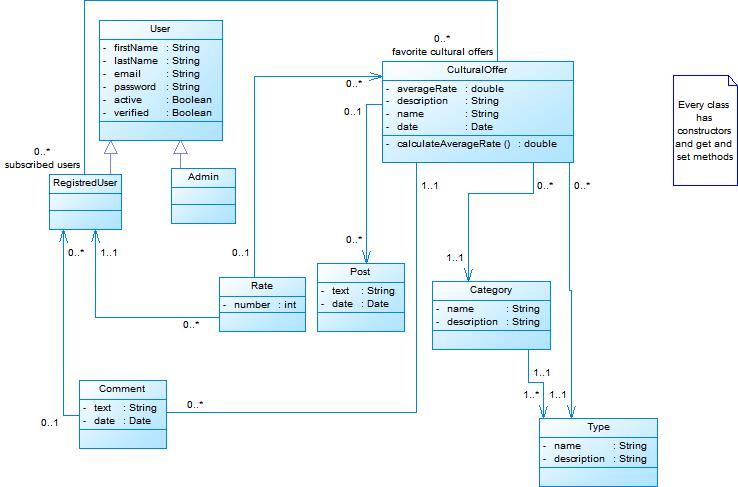 User
- firstName : String
- lastName : String
- email : String
- password : String
- active : Boolean
- verified : Boolean
0..*
favorite cultural offers
CulturalOffer
- averageRate : double
- description : String
- name : String
- date : Date
- calculateAverageRate () : double
Every class
has
constructors
and get and
set methods
0..*
0..1
0..*
subscribed users
RegistredUser
Admin
1..1
0..*
0..*
0..*
1..1
0..1
0..*
1..1
Rate
- number : int
Post
- text : String
- date : Date
Category
- name : String
- description : String
0..*
1..1
1..*
1..1
Comment
- text : String
- date : Date
0..*
0..1
Type
- name : String
- description : String